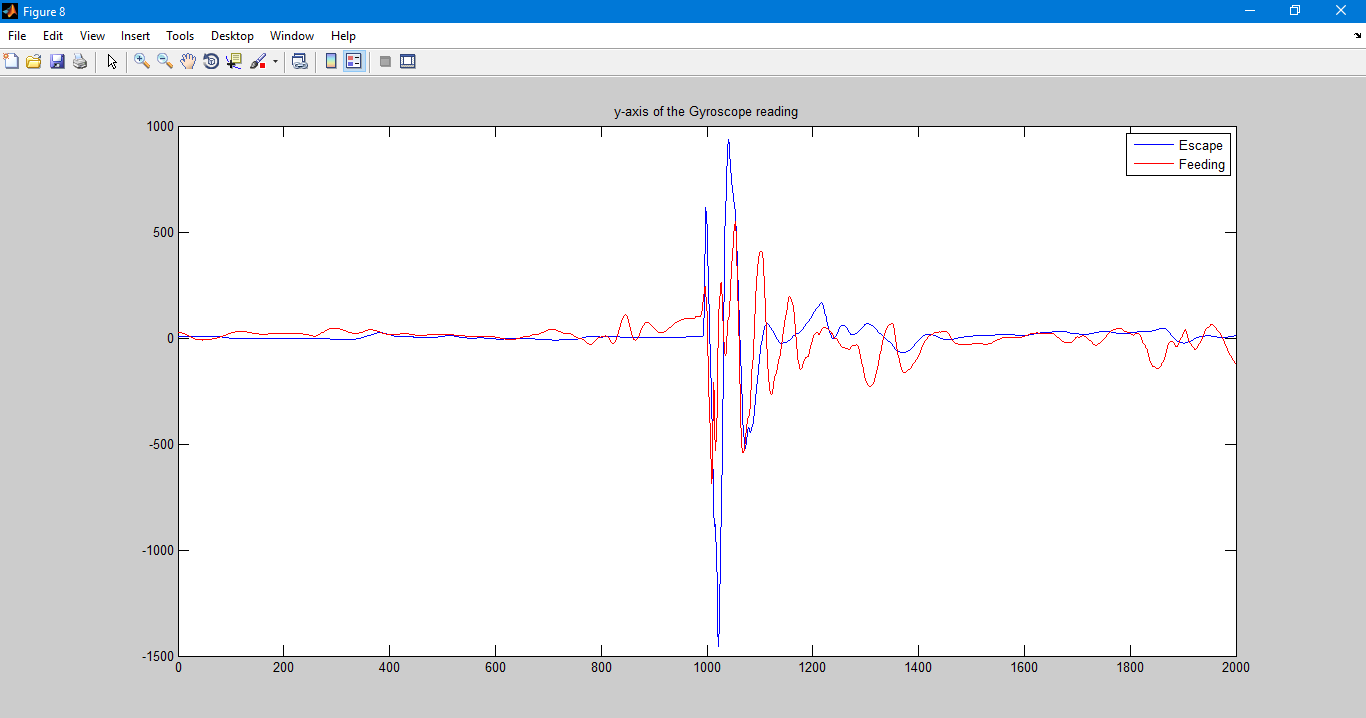 Figure 8
File Edit View Insert Tools Desktop Window Help
y-axis of the Gyroscope reading
1000
Escape
Feeding
500
0
-500
-1000
-1500
0 200 400 600 800 1000 1200 1400 1600 1800 2000